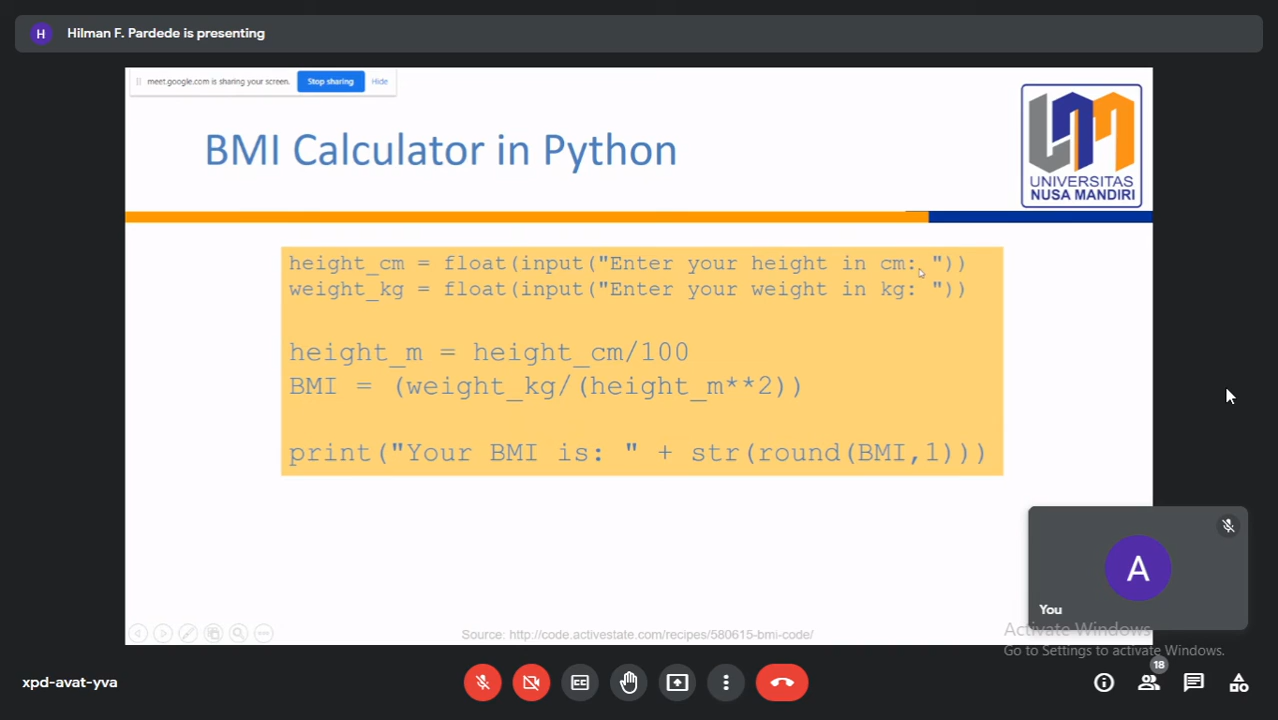 H
Hilman F. Pardede is presenting
meet.google.com is sharing your screen.
Stop sharing
Hide
BMI Calculator in Python
UNIVERSITAS
NUSA MANDIRI
height_cm = float(input("Enter your height in cm: "))
weight_kg = float(input("Enter your weight in kg: "))
height_m = height_cm/100
BMI = (weight_kg/(height_m**2))
print("Your BMI is: " + str(round(BMI,1)))
A
You
Source: http://code.activestate.com/recipes/580615-bmi-code/
Activate Windows
Go to Settings to activate Windows.
xpd-avat-yva
CC
18